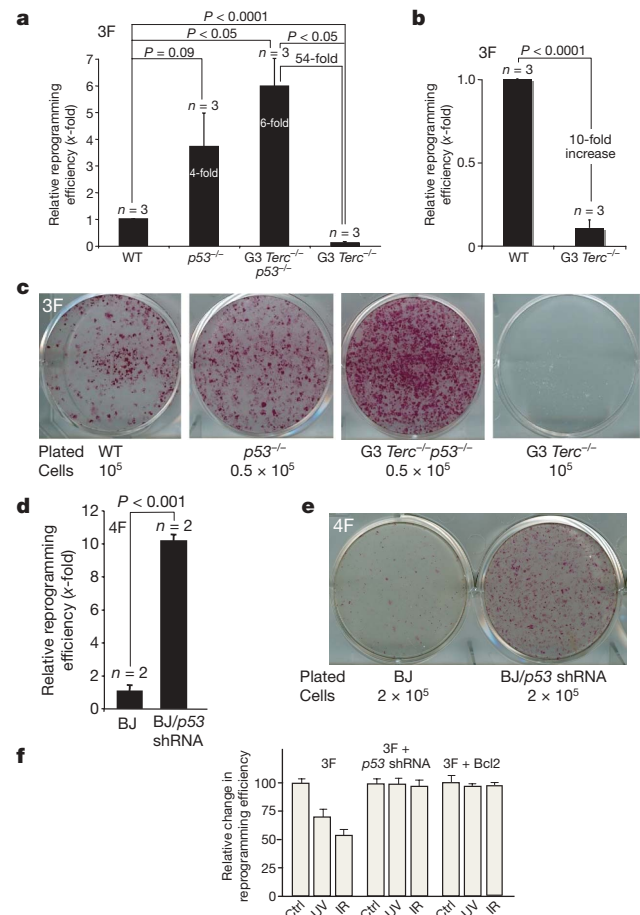 a
3F
P < 0.0001
P < 0.05
P < 0.05
P = 0.09
54-fold
Relative reprogramming
efficiency (x-fold)
7
6
5
4
3
2
1
0
n = 3
n = 3
n = 3
n = 3
4-fold
6-fold
WT
p53–/–
G3 Terc–/–
p53–/–
G3 Terc–/–
b
3F
P < 0.0001
n = 3
Relative reprogramming
efficiency (x-fold)
1.0
0.5
0
10-fold
increase
n = 3
WT
G3 Terc–/–
c
3F
Plated
Cells
WT
10⁵
p53–/–
0.5 × 10⁵
G3 Terc–/–p53–/–
0.5 × 10⁵
G3 Terc–/–
10⁵
d
P < 0.001
4F
n = 2
n = 2
Relative reprogramming
efficiency (x-fold)
12
10
8
6
4
2
0
BJ
BJ/p53
shRNA
e
4F
Plated
Cells
BJ
2 × 10⁵
BJ/p53 shRNA
2 × 10⁵
f
3F
3F +
p53 shRNA
3F + Bcl2
Relative change in
reprogramming efficiency
100
75
50
25
0
Ctrl
UV
IR
Ctrl
UV
IR
Ctrl
UV
IR